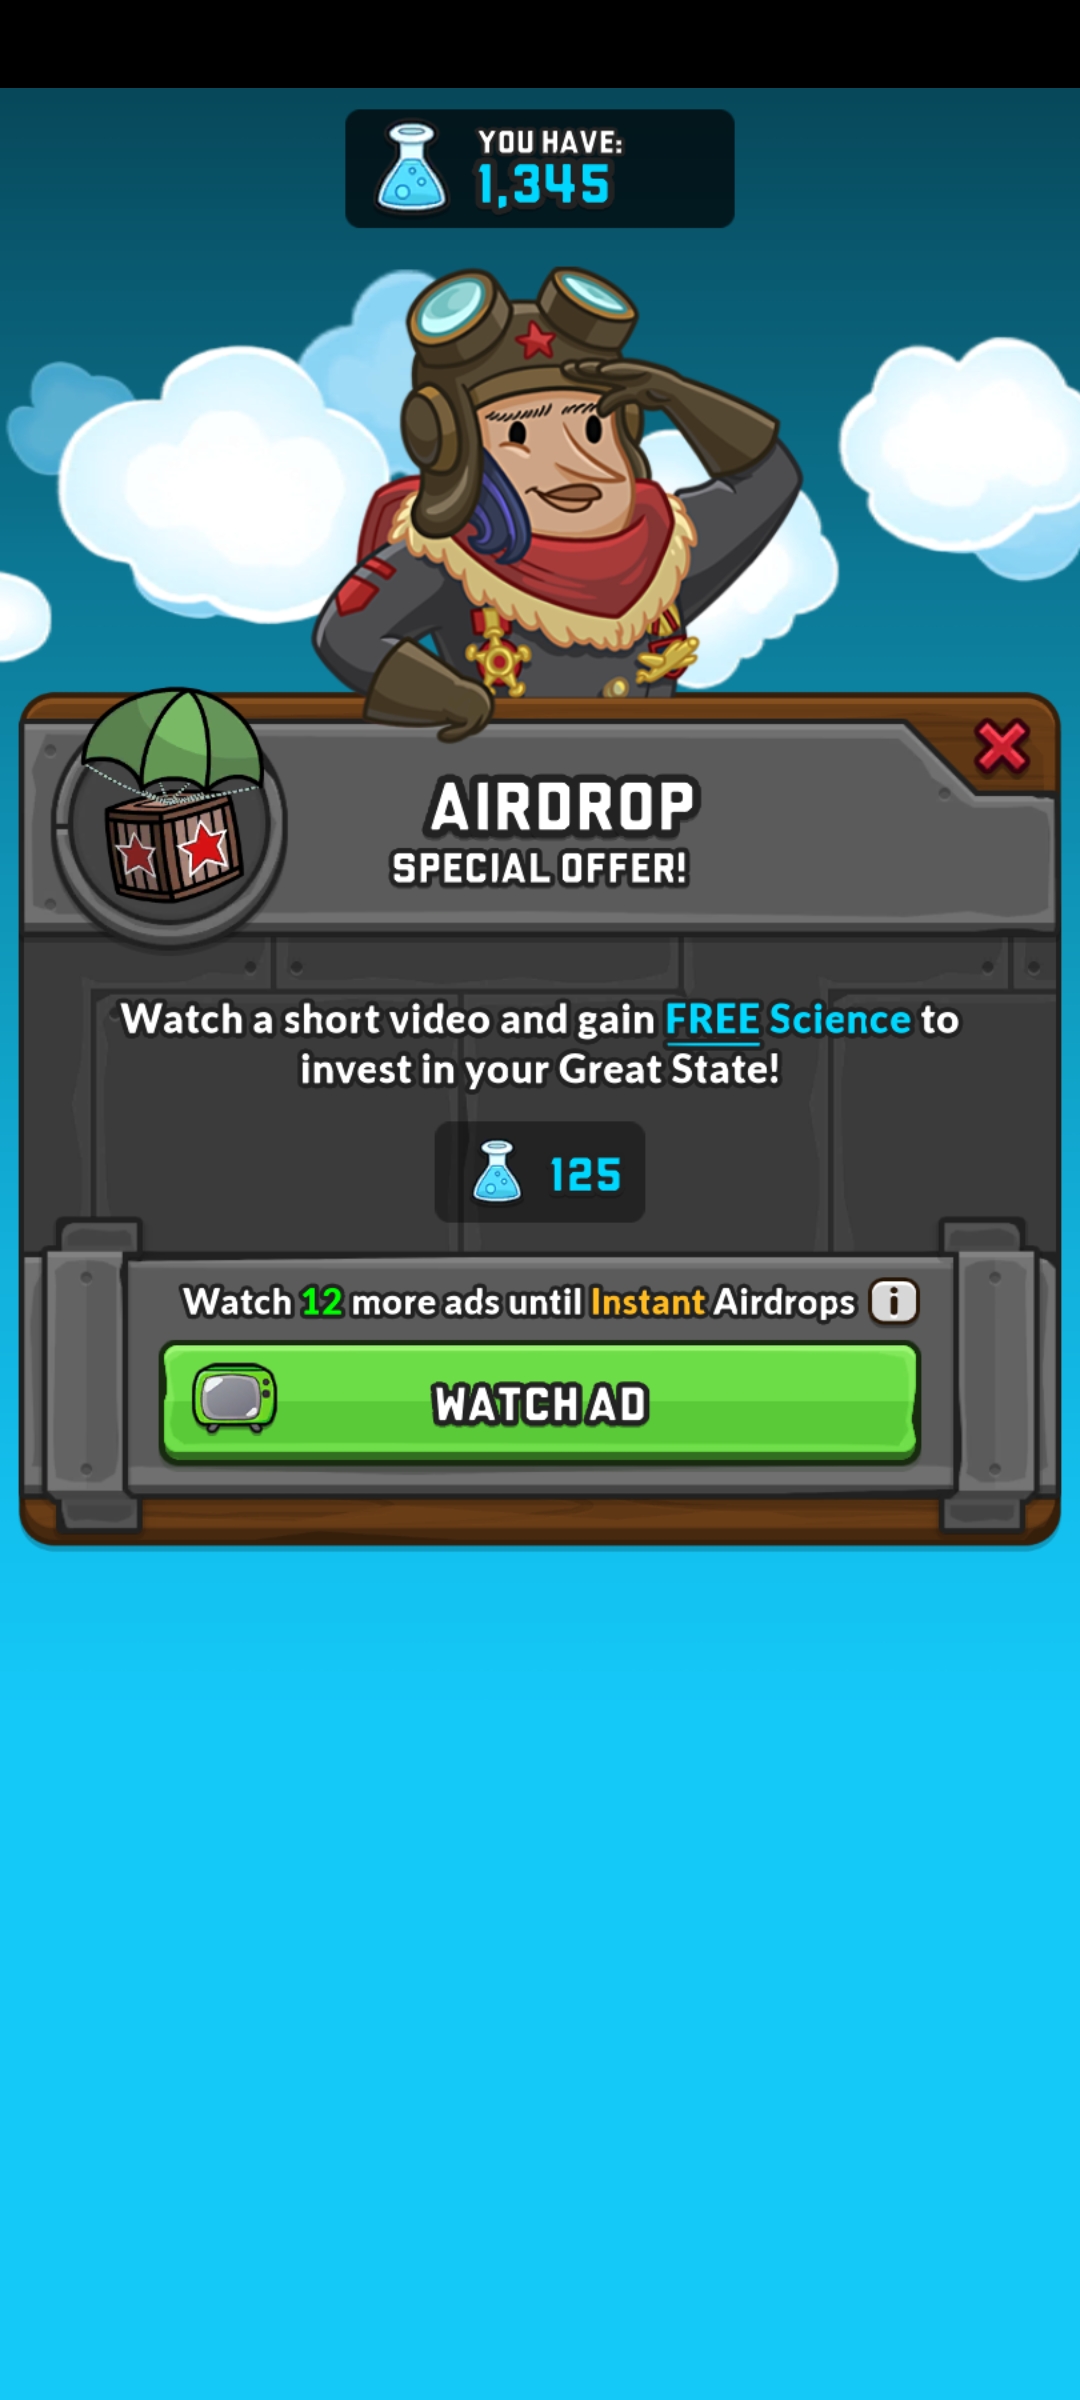 YOU HAVE:
1,345
AIRDROP
SPECIAL OFFER!
Watch a short video and gain FREE Science to
invest in your Great State!
125
Watch 12 more ads until Instant Airdrops i
WATCH AD